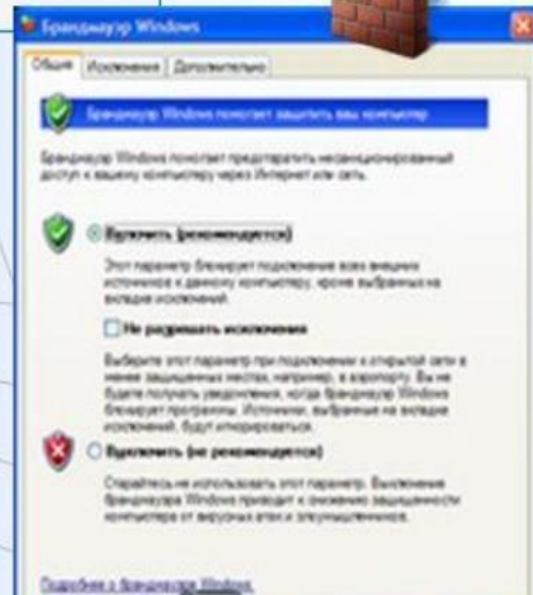 Брандмауэр Windows
Общие Исключения Дополнительно
Брандмауэр Windows помогает защитить ваш компьютер
Брандмауэр Windows помогает предотвратить несанкционированный
доступ к вашему компьютеру через Интернет или сеть.
Включить (рекомендуется)
Этот параметр блокирует подключение всех внешних
источников к данному компьютеру, кроме выбранных на
вкладке исключений.
Не разрешать исключения
Выберите этот параметр при подключении к открытой сети в
менее защищенных местах, например, в аэропорту. Вы не
будете получать уведомления, когда брандмауэр Windows
блокирует программы. Источники, выбранные на вкладке
исключений, будут игнорироваться.
Выключить (не рекомендуется)
Старайтесь не использовать этот параметр. Выключение
брандмауэра Windows приводит к снижению защищенности
компьютера от вирусных атак и злоумышленников.
Подробнее о брандмауэре Windows.